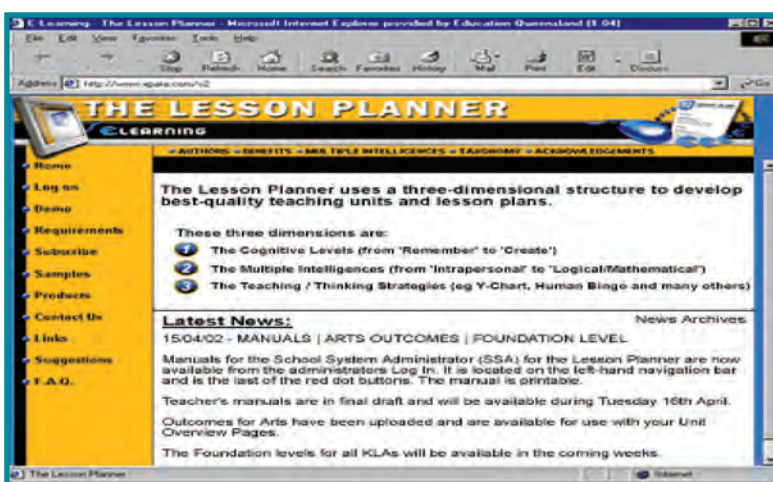 E Learning - The Lesson Planner - Microsoft Internet Explorer provided by Education Queensland (1.04)
File Edit View Favorites Tools Help
Stop Refresh Home Search Favorites History Mail Print Edit Discuss
Address Go
THE LESSON PLANNER
ELEARNING
AUTHORS BENEFITS MULTIPLE INTELLIGENCES TAXONOMY ACKNOWLEDGEMENTS
Home
Log on
Demo
Requirements
Subscribe
Samples
Products
Contact Us
Links
Suggestions
F.A.Q.
The Lesson Planner uses a three-dimensional structure to develop
best-quality teaching units and lesson plans.
These three dimensions are:
1 The Cognitive Levels (from 'Remember' to 'Create')
2 The Multiple Intelligences (from 'Intrapersonal' to 'Logical/Mathematical')
3 The Teaching / Thinking Strategies (eg Y-Chart, Human Bingo and many others)
Latest News: News Archives
15/04/02 - MANUALS | ARTS OUTCOMES | FOUNDATION LEVEL
Manuals for the School System Administrator (SSA) for the Lesson Planner are now
available from the administrators Log In. It is located on the left-hand navigation bar
and is the last of the red dot buttons. The manual is printable.
Teacher's manuals are in final draft and will be available during Tuesday 16th April.
Outcomes for Arts have been uploaded and are available for use with your Unit
Overview Pages.
The Foundation levels for all KLAs will be available in the coming weeks.
The Lesson Planner Internet